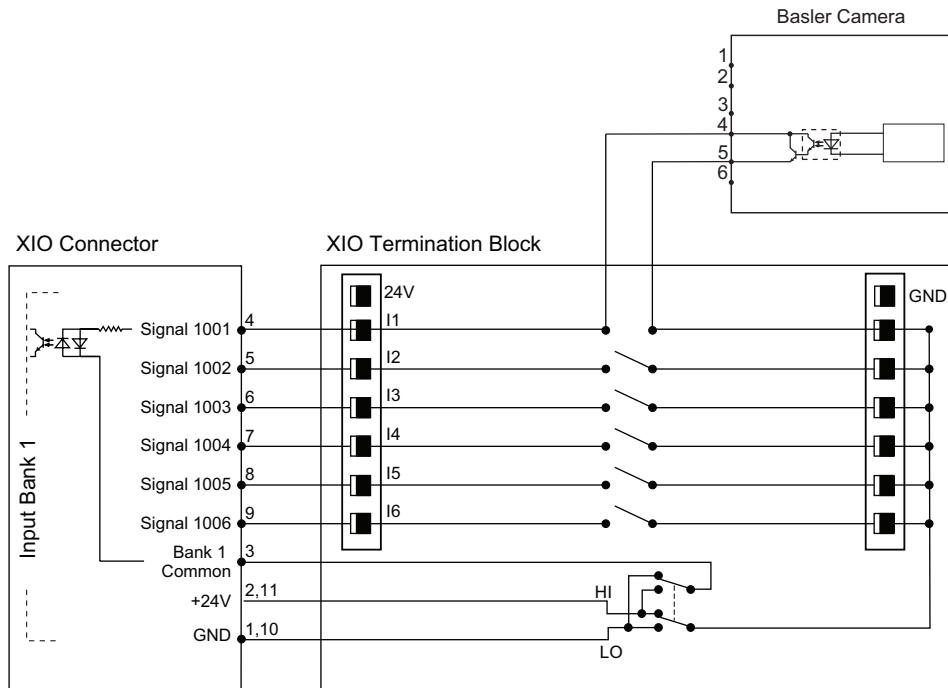 Basler Camera
1
2
3
4
5
6
XIO Connector
XIO Termination Block
24V
GND
Signal 1001 4 I1
Signal 1002 5 I2
Signal 1003 6 I3
Signal 1004 7 I4
Signal 1005 8 I5
Signal 1006 9 I6
Input Bank 1
Bank 1
Common
3
+24V 2,11 HI
GND 1,10
LO